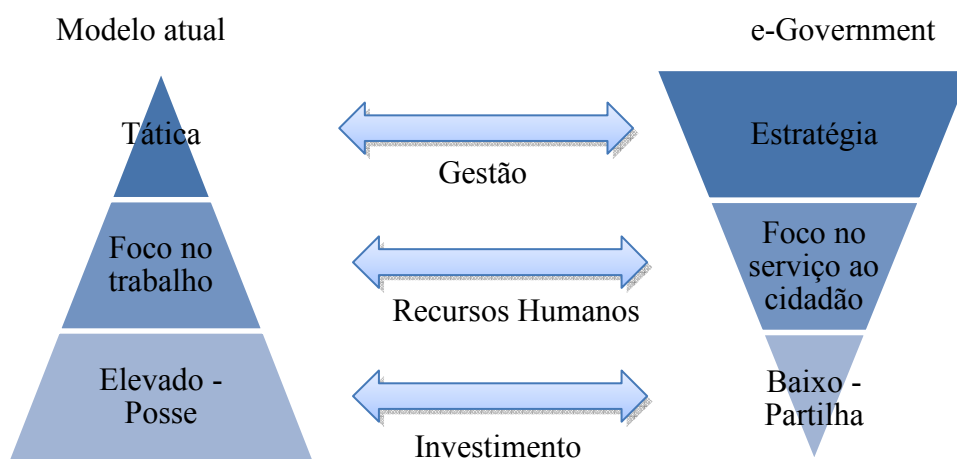 Modelo atual
e-Government
Tática
Gestão
Estratégia
Foco no
trabalho
Recursos Humanos
Foco no
serviço ao
cidadão
Elevado -
Posse
Investimento
Baixo -
Partilha